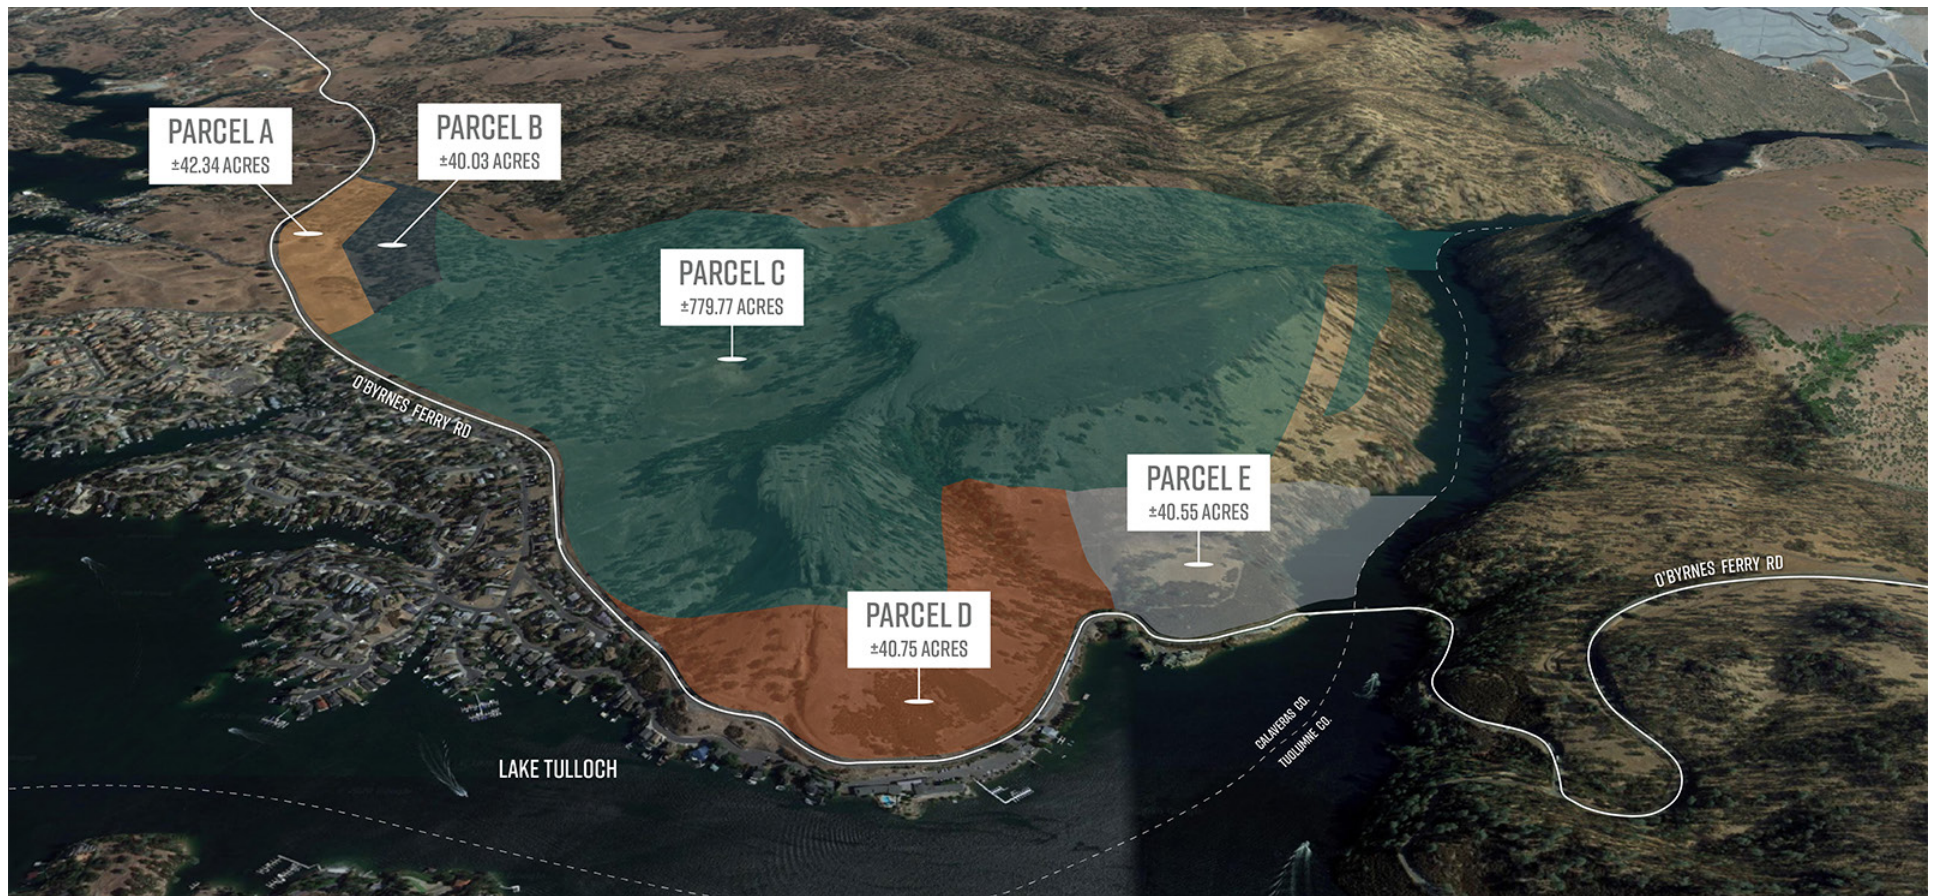 PARCEL A
±42.34 ACRES
PARCEL B
±40.03 ACRES
PARCEL C
±779.77 ACRES
O'BYRNES FERRY RD
PARCEL E
±40.55 ACRES
O'BYRNES FERRY RD
PARCEL D
±40.75 ACRES
CALAVERAS CO.
TUOLUMNE CO.
LAKE TULLOCH